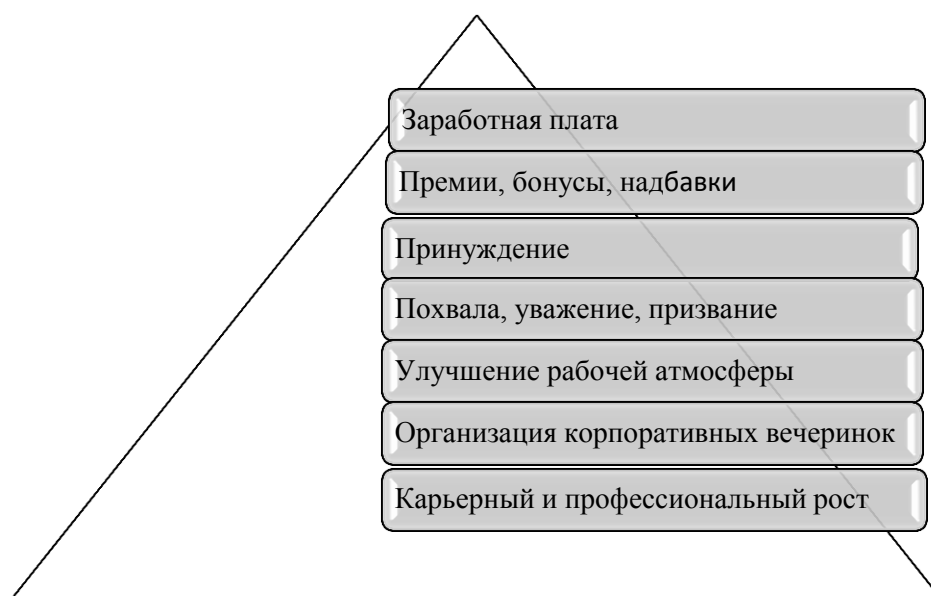 Заработная плата
Премии, бонусы, надбавки
Принуждение
Похвала, уважение, призвание
Улучшение рабочей атмосферы
Организация корпоративных вечеринок
Карьерный и профессиональный рост